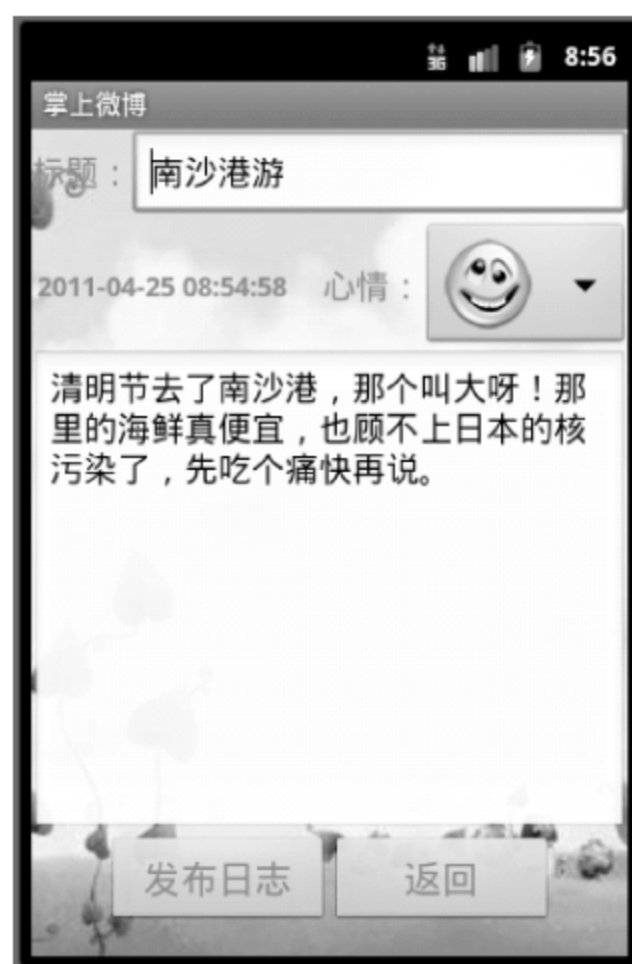 3G 8:56
掌上微博
标题：南沙港游
2011-04-25 08:54:58 心情：
清明节去了南沙港，那个叫大呀！那
里的海鲜真便宜，也顾不上日本的核
污染了，先吃个痛快再说。
发布日志 返回